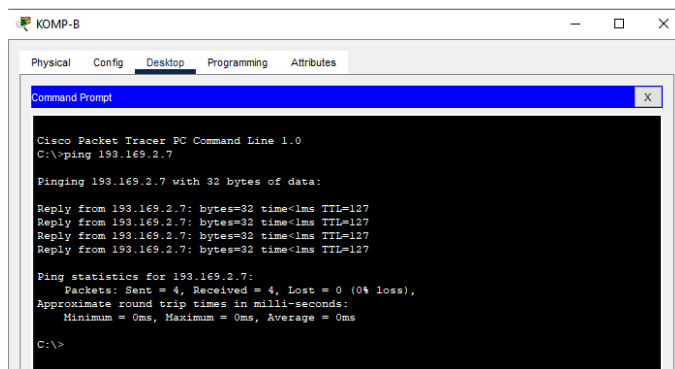 KOMP-B
Physical Config Desktop Programming Attributes
Command Prompt
X
Cisco Packet Tracer PC Command Line 1.0
C:\>ping 193.169.2.7
Pinging 193.169.2.7 with 32 bytes of data:
Reply from 193.169.2.7: bytes=32 time<1ms TTL=127
Reply from 193.169.2.7: bytes=32 time<1ms TTL=127
Reply from 193.169.2.7: bytes=32 time<1ms TTL=127
Reply from 193.169.2.7: bytes=32 time<1ms TTL=127
Ping statistics for 193.169.2.7:
Packets: Sent = 4, Received = 4, Lost = 0 (0% loss),
Approximate round trip times in milli-seconds:
Minimum = 0ms, Maximum = 0ms, Average = 0ms
C:\>